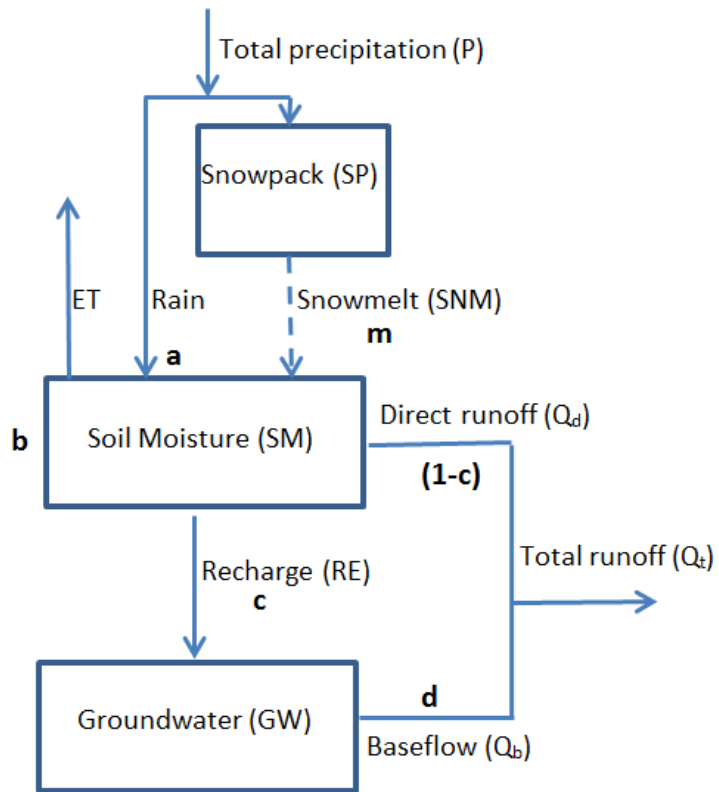 Total precipitation (P)
Snowpack (SP)
ET
Rain
Snowmelt (SNM)
m
a
b
Soil Moisture (SM)
Direct runoff (Qd)
(1-c)
Total runoff (Qt)
Recharge (RE)
c
d
Groundwater (GW)
Baseflow (Qb)